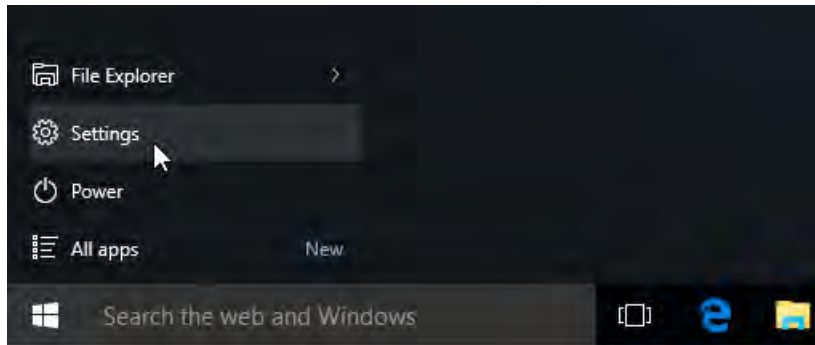 File Explorer
Settings
Power
All apps New
Search the web and Windows